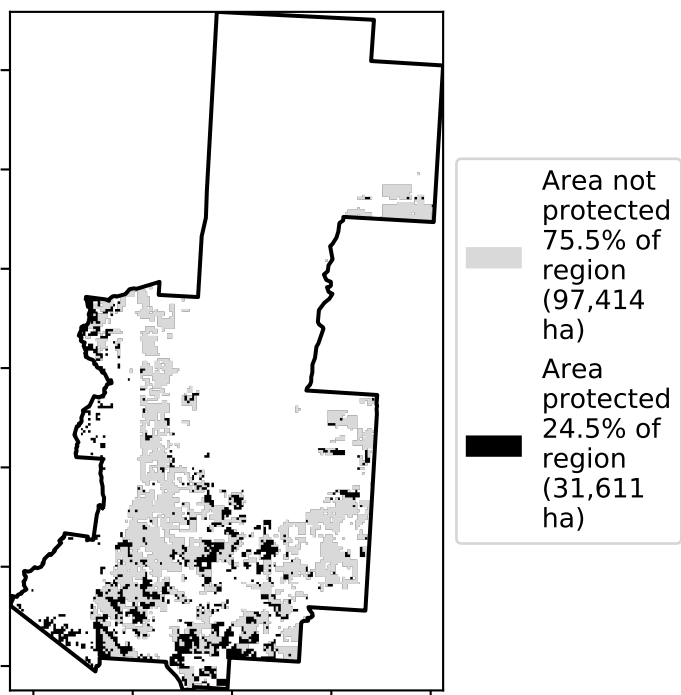 Area not
protected
75.5% of
region
(97,414
ha)
Area
protected
24.5% of
region
(31,611
ha)